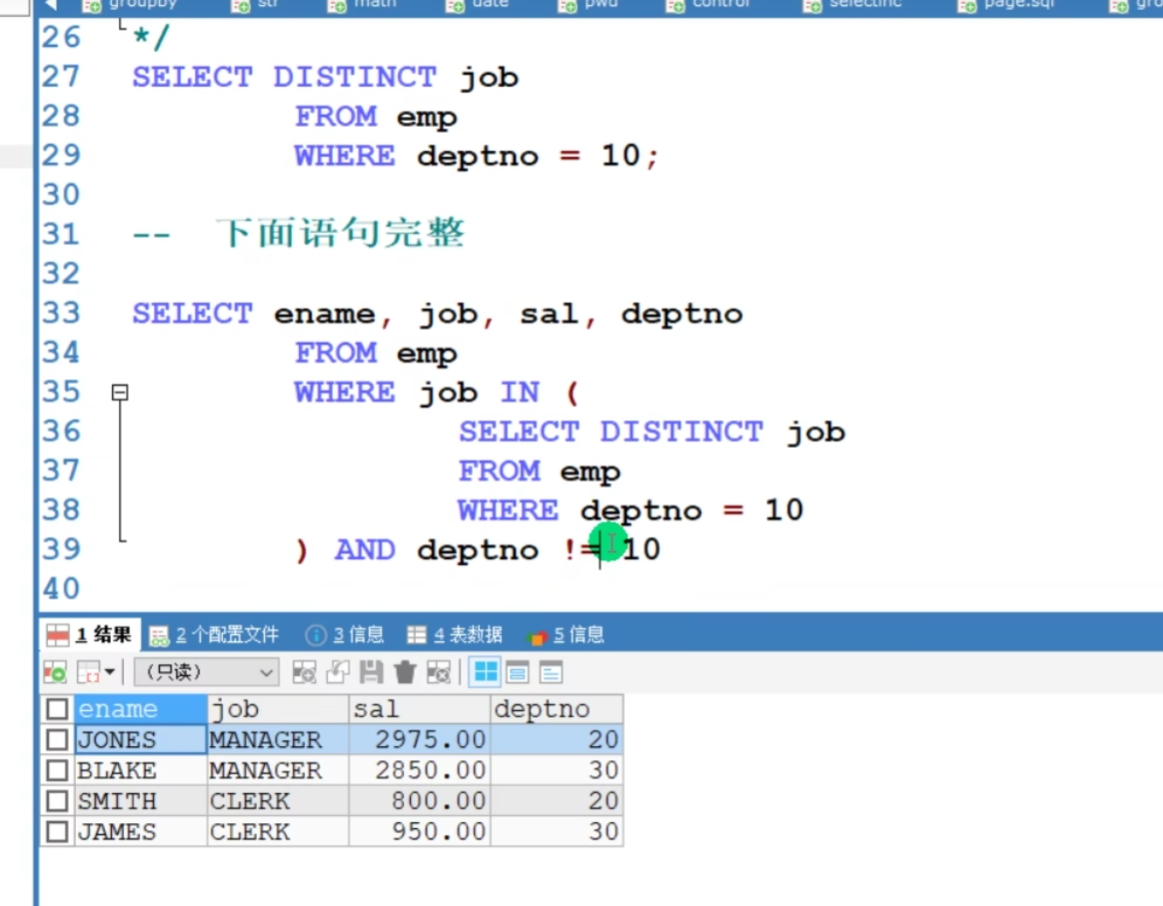 groupby str math date pwd control selectinc page.sql
26 */
27 SELECT DISTINCT job
28 FROM emp
29 WHERE deptno = 10;
30
31 -- 下面语句完整
32
33 SELECT ename, job, sal, deptno
34 FROM emp
35 WHERE job IN (
36 SELECT DISTINCT job
37 FROM emp
38 WHERE deptno = 10
39 ) AND deptno != 10
40
1 结果 2 个配置文件 3 信息 4 表数据 5 信息
(只读)
ename job sal deptno
JONES MANAGER 2975.00 20
BLAKE MANAGER 2850.00 30
SMITH CLERK 800.00 20
JAMES CLERK 950.00 30